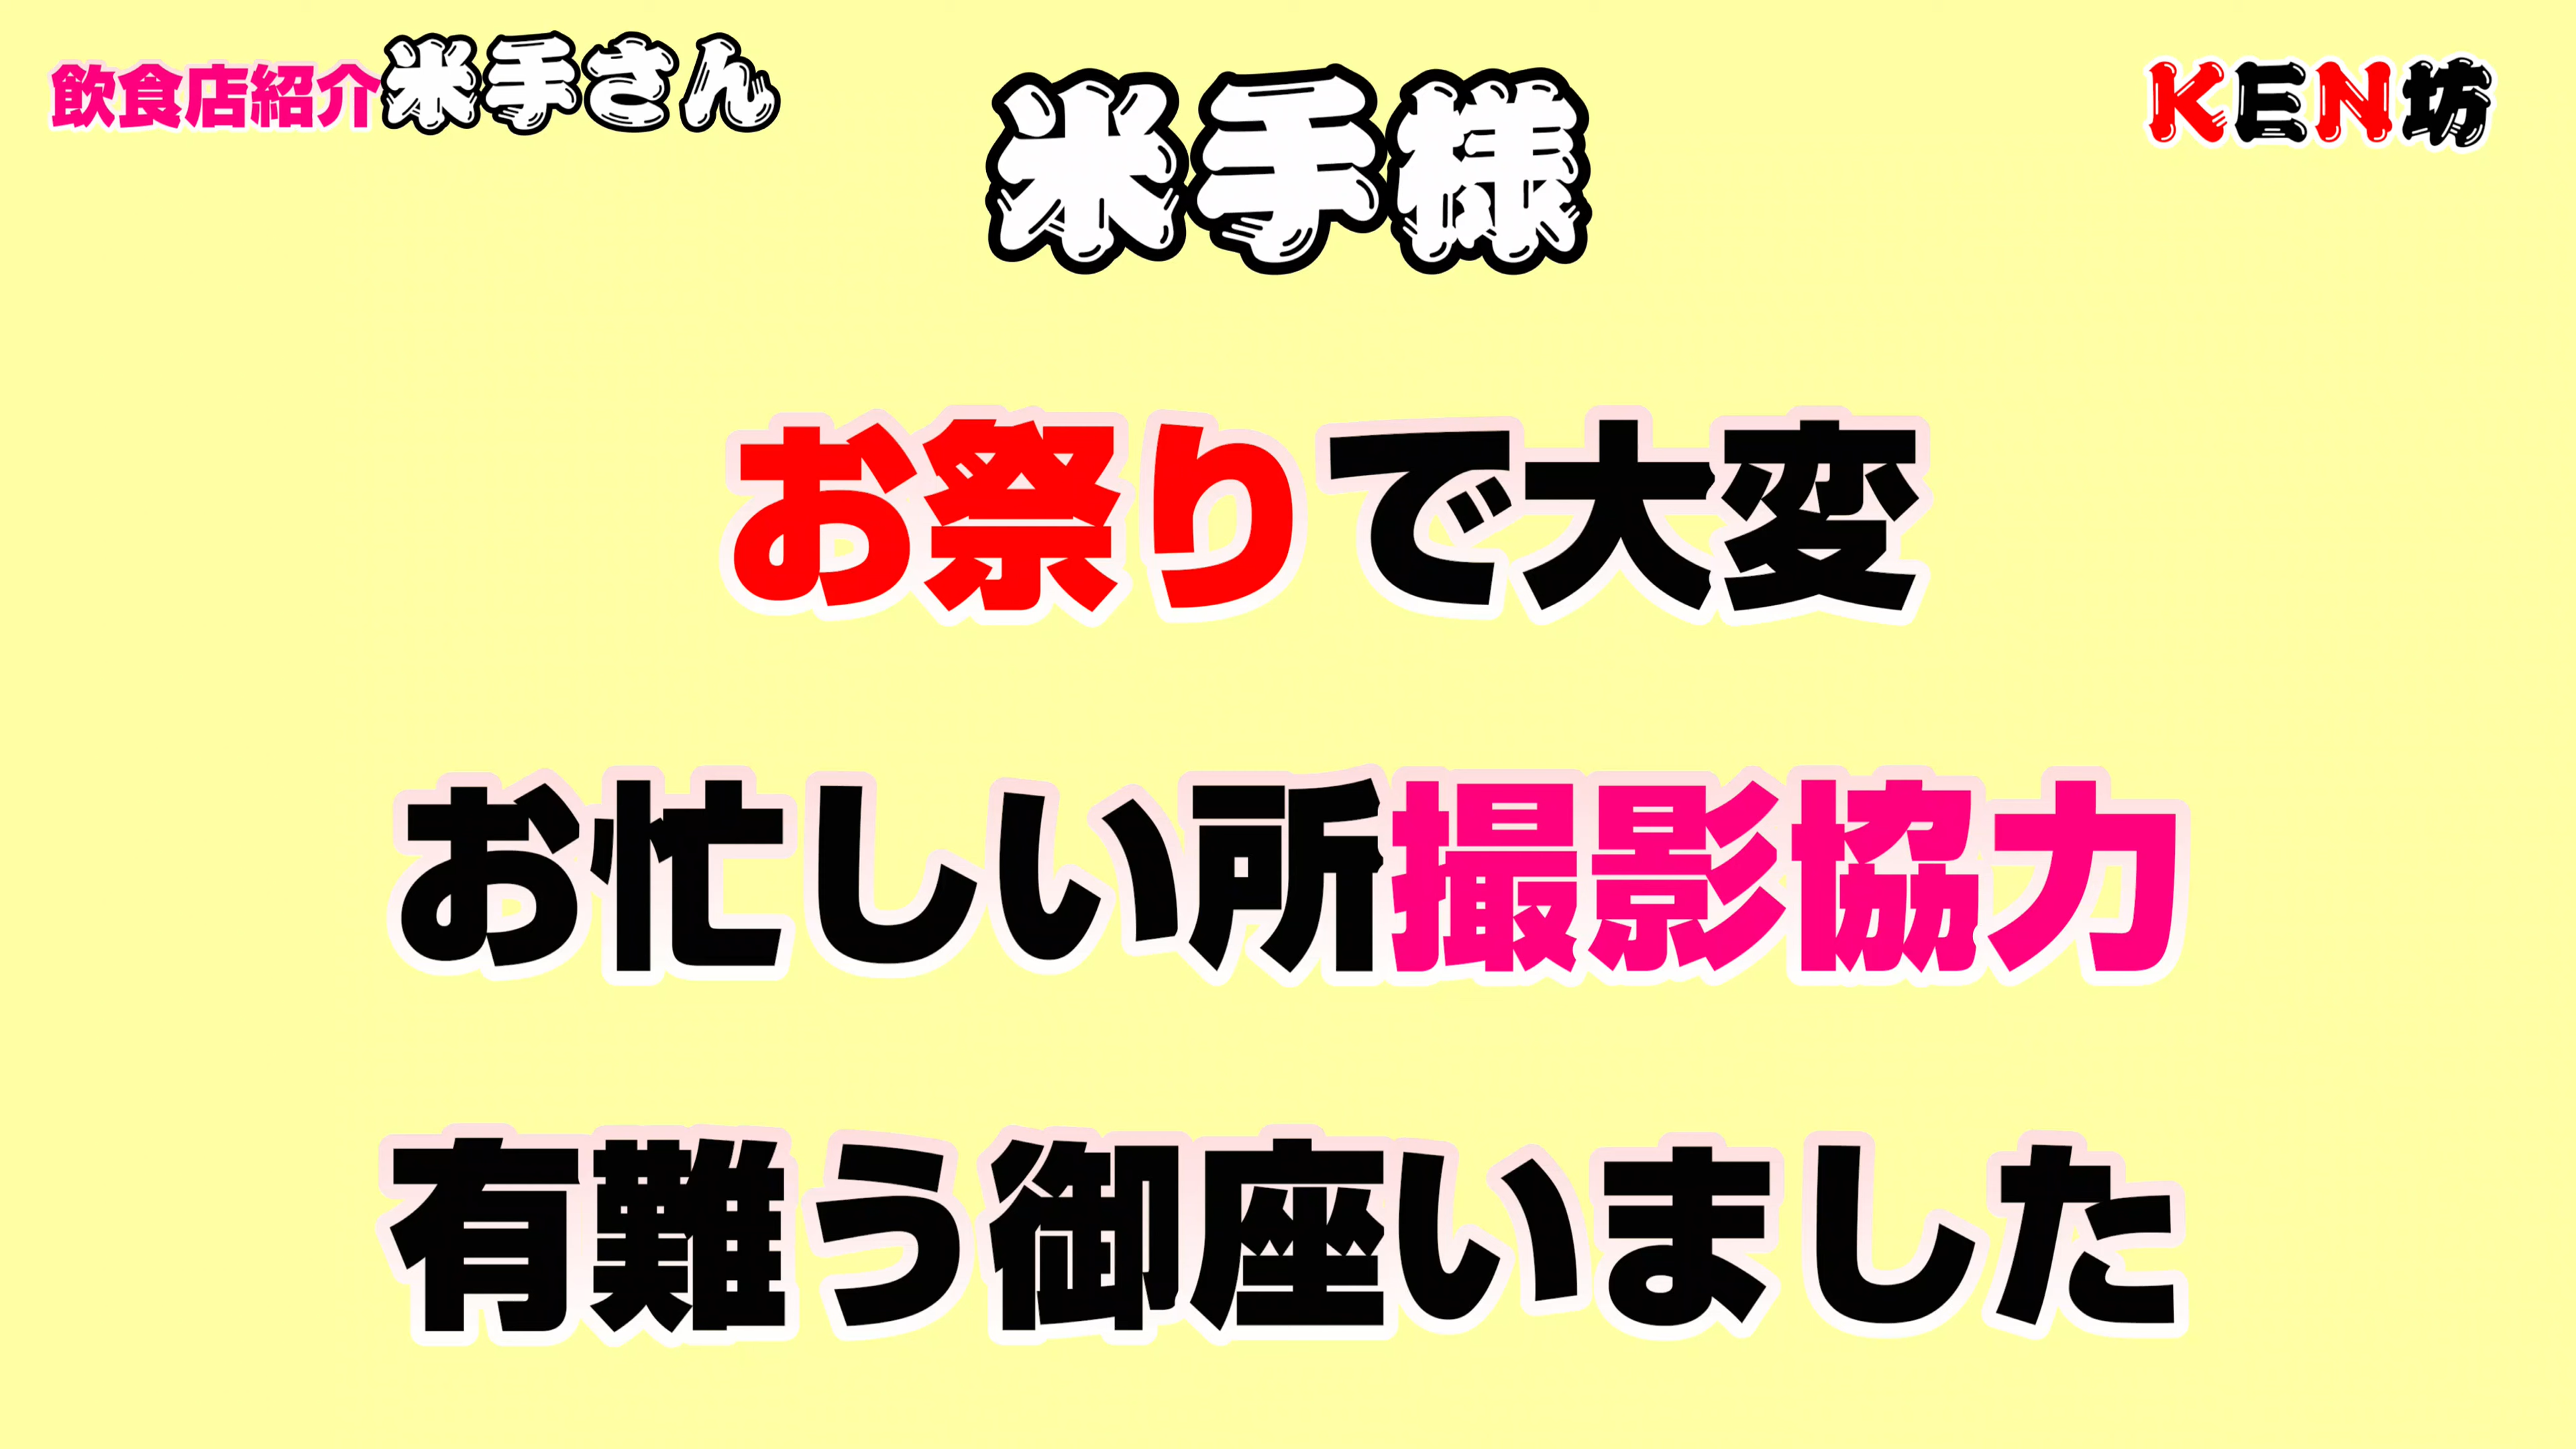 飲食店紹介米手さん
KEN坊
米手様
お祭りで大変
お忙しい所撮影協力
有難う御座いました